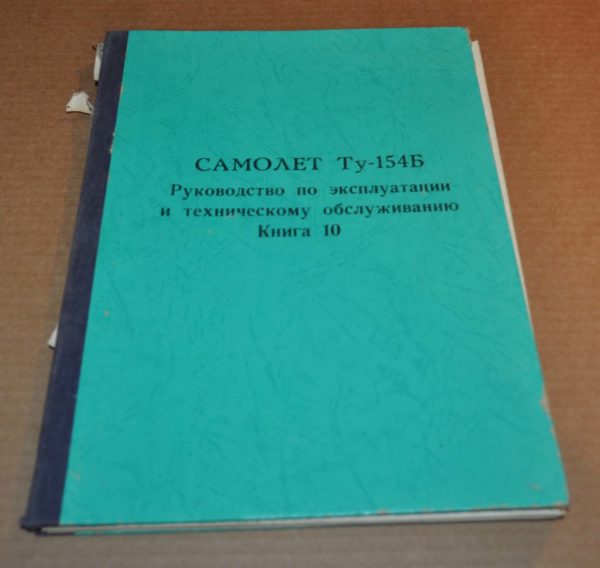 САМОЛЕТ Ту-154Б
Руководство по эксплуатации
и техническому обслуживанию
Книга 10